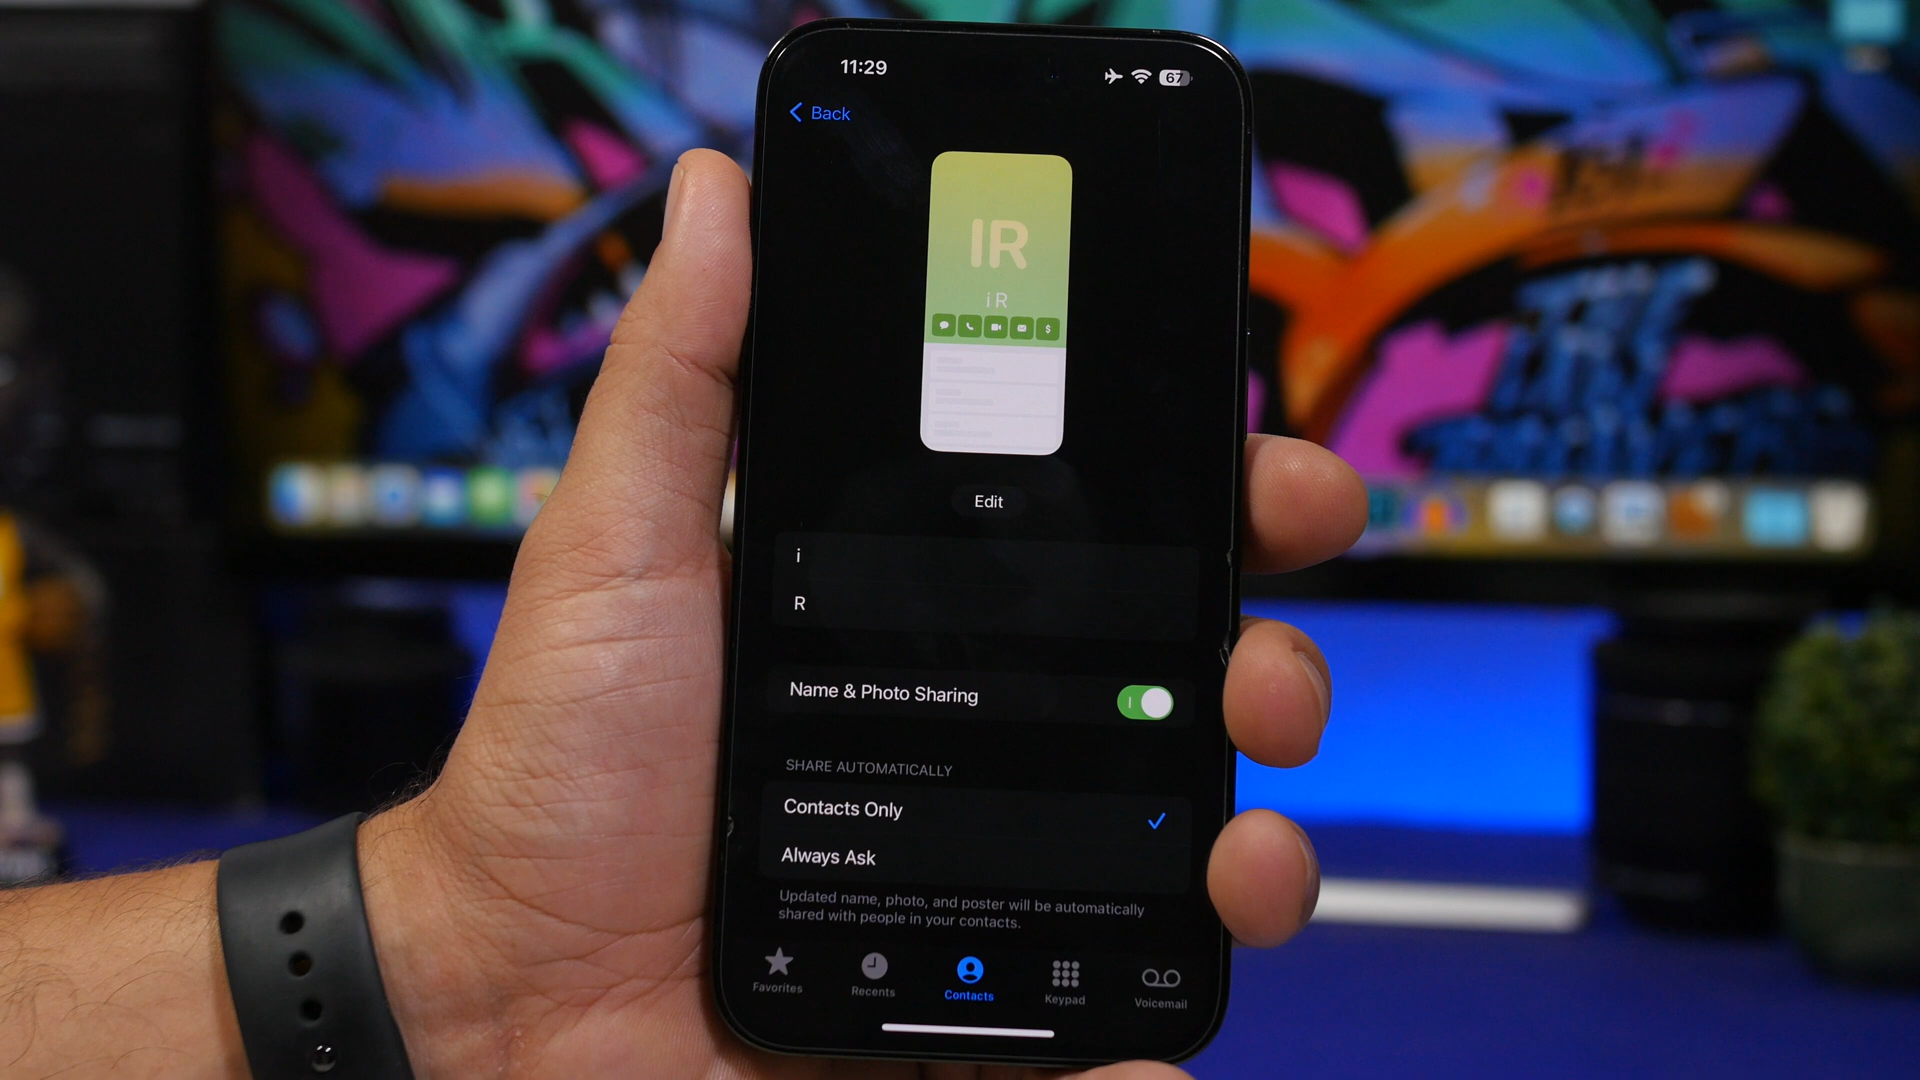 11:29
67
Back
IR
i R
$
Edit
i
R
Name & Photo Sharing
SHARE AUTOMATICALLY
Contacts Only
Always Ask
Updated name, photo, and poster will be automatically
shared with people in your contacts.
Favorites
Recents
Contacts
Keypad
Voicemail